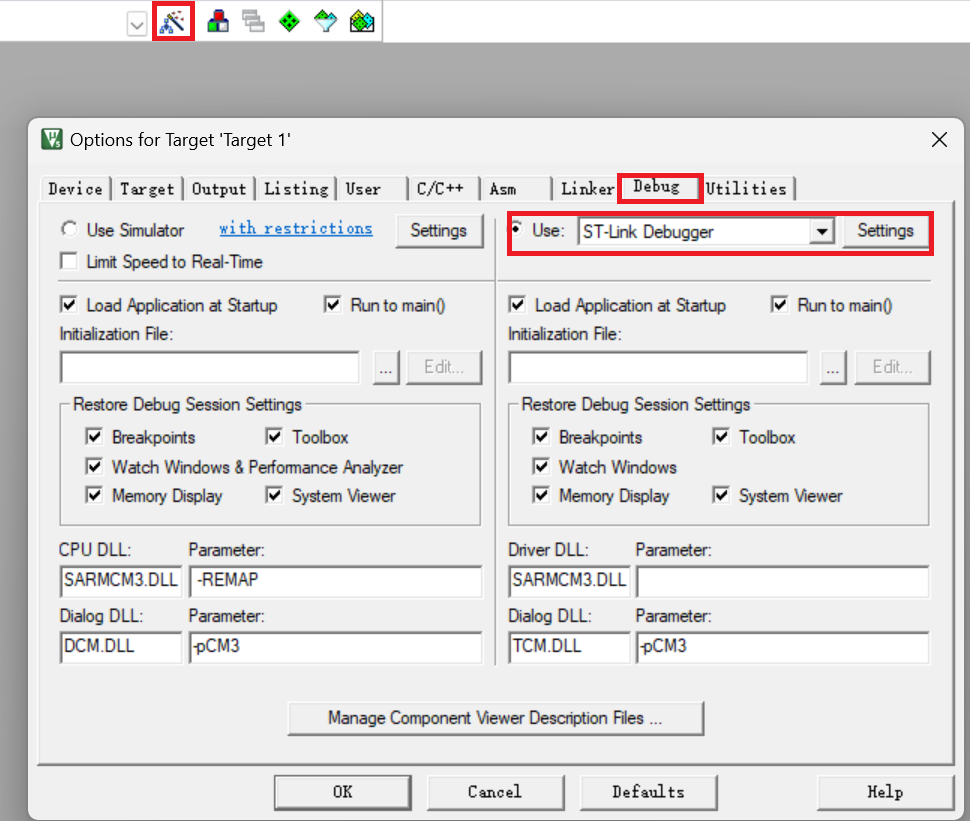 Options for Target 'Target 1'
Device Target Output Listing User C/C++ Asm Linker Debug Utilities
Use Simulator with restrictions Settings Use: ST-Link Debugger Settings
Limit Speed to Real-Time
Load Application at Startup Run to main() Load Application at Startup Run to main()
Initialization File: Initialization File:
... Edit... ... Edit...
Restore Debug Session Settings Restore Debug Session Settings
Breakpoints Toolbox Breakpoints Toolbox
Watch Windows & Performance Analyzer Watch Windows
Memory Display System Viewer Memory Display System Viewer
CPU DLL: Parameter: Driver DLL: Parameter:
SARMCM3.DLL -REMAP SARMCM3.DLL
Dialog DLL: Parameter: Dialog DLL: Parameter:
DCM.DLL -pCM3 TCM.DLL -pCM3
Manage Component Viewer Description Files ...
OK Cancel Defaults Help